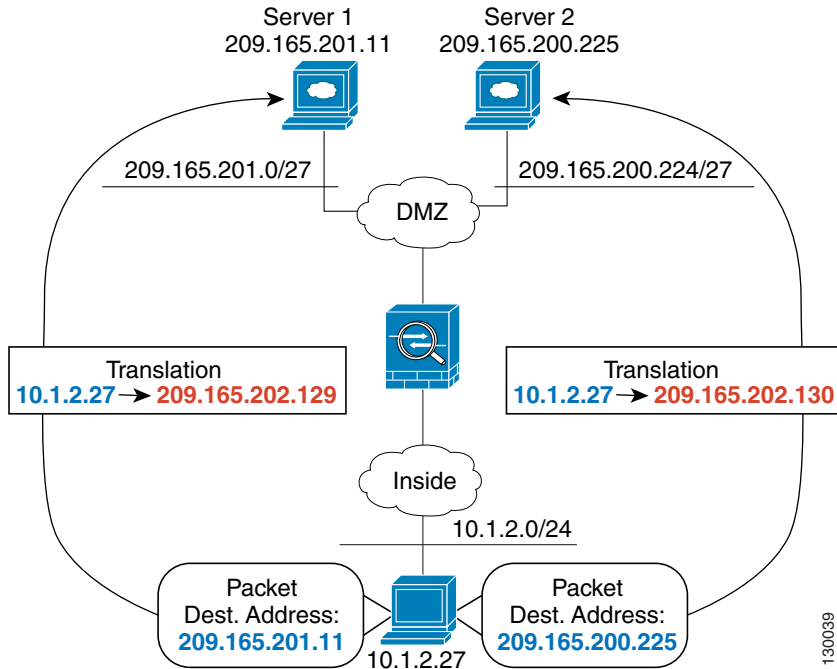 Server 1
209.165.201.11
Server 2
209.165.200.225
209.165.201.0/27
209.165.200.224/27
DMZ
Translation
10.1.2.27 → 209.165.202.129
Translation
10.1.2.27 → 209.165.202.130
Inside
10.1.2.0/24
Packet
Dest. Address:
209.165.201.11
Packet
Dest. Address:
209.165.200.225
10.1.2.27
130039